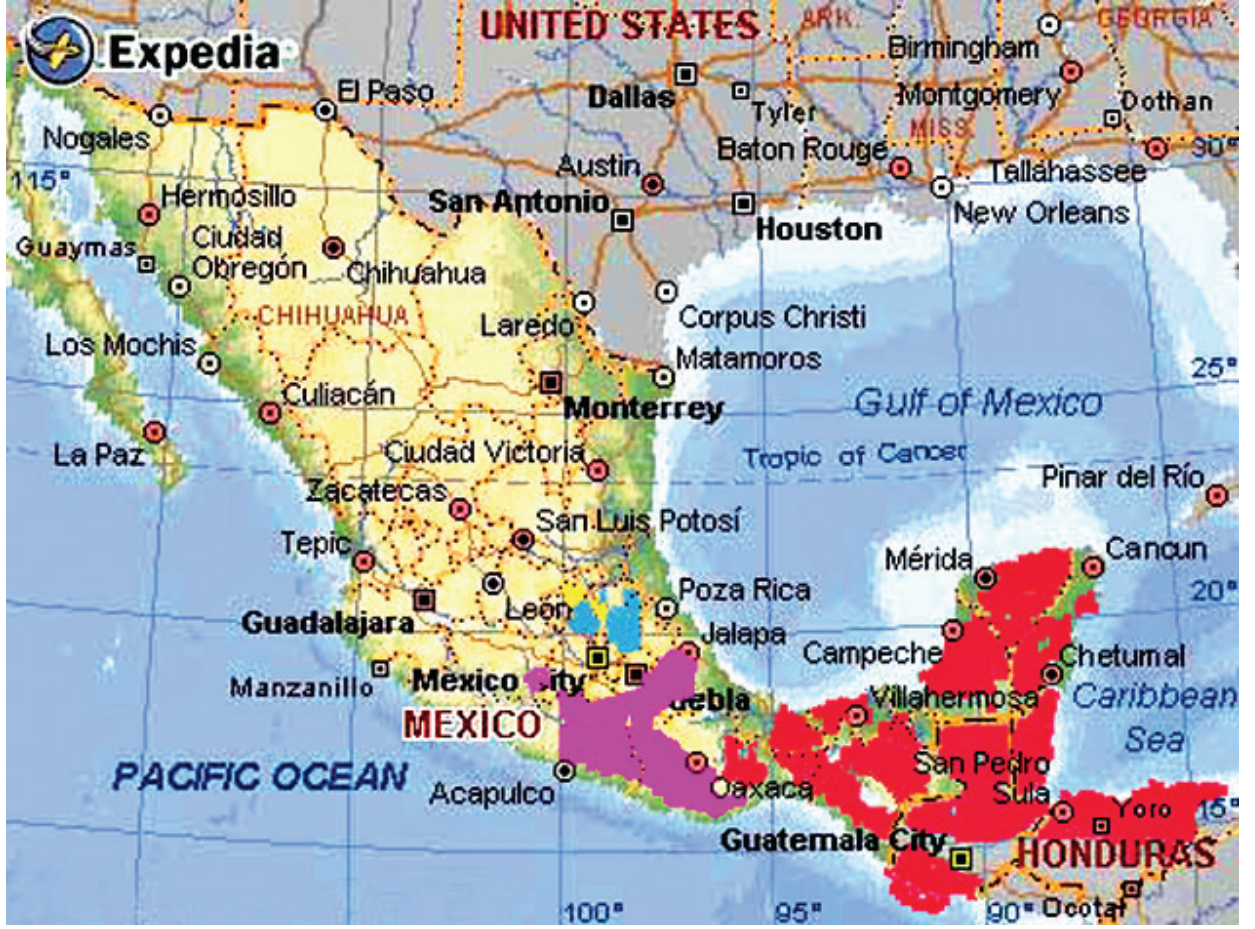 Expedia
UNITED STATES
ARK.
GEORGIA
Birmingham
El Paso
Dallas
Tyler
Montgomery
Dothan
MISS.
Nogales
Austin
Baton Rouge
Tallahassee
30°
115°
Hermosillo
San Antonio
Houston
New Orleans
Guaymas
Ciudad
Obregón
Chihuahua
CHIHUAHUA
Laredo
Corpus Christi
Los Mochis
Matamoros
25°
Culiacán
Monterrey
Gulf of Mexico
La Paz
Ciudad Victoria
Tropic of Cancer
Pinar del Río
Zacatecas
San Luis Potosí
Tepic
Mérida
Cancun
León
Poza Rica
20°
Guadalajara
Jalapa
Campeche
Chetumal
Manzanillo
Mexico City
uebla
Villahermosa
Caribbean
Sea
MEXICO
PACIFIC OCEAN
Acapulco
Oaxaca
San Pedro
Sula
Yoro
15°
Guatemala City
HONDURAS
100°
95°
90°
Ocotal